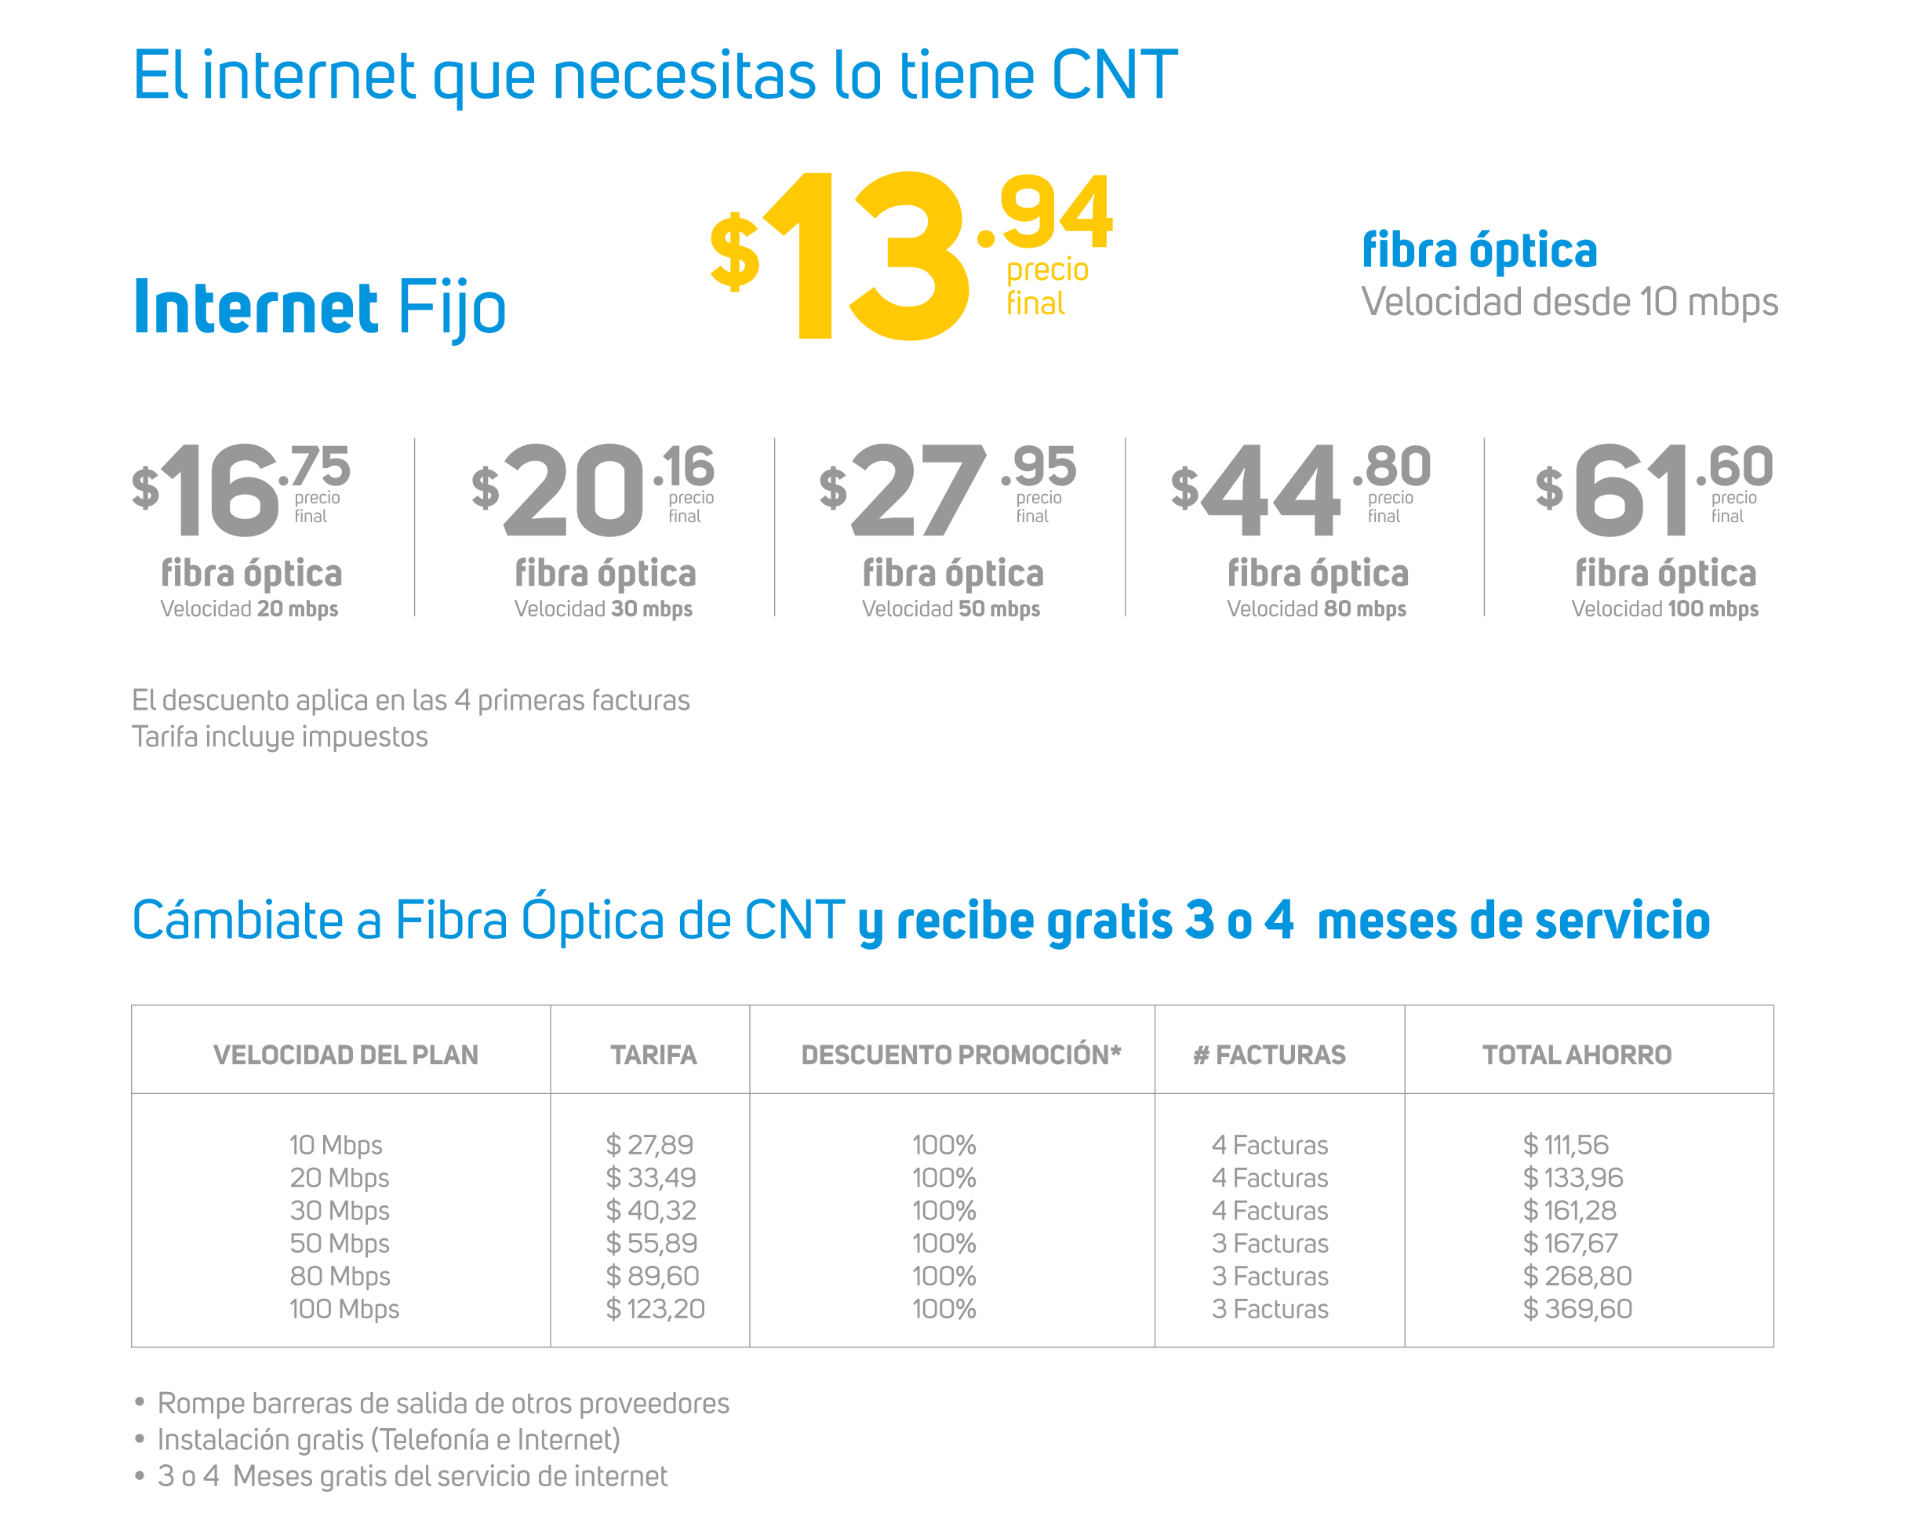 El internet que necesitas lo tiene CNT
Internet Fijo
$13.94
precio
final
fibra óptica
Velocidad desde 10 mbps
$16.75
precio
final
fibra óptica
Velocidad 20 mbps
$20.16
precio
final
fibra óptica
Velocidad 30 mbps
$27.95
precio
final
fibra óptica
Velocidad 50 mbps
$44.80
precio
final
fibra óptica
Velocidad 80 mbps
$61.60
precio
final
fibra óptica
Velocidad 100 mbps
El descuento aplica en las 4 primeras facturas
Tarifa incluye impuestos
Cámbiate a Fibra Óptica de CNT y recibe gratis 3 o 4 meses de servicio
VELOCIDAD DEL PLAN TARIFA DESCUENTO PROMOCIÓN* # FACTURAS TOTAL AHORRO
10 Mbps $ 27,89 100% 4 Facturas $ 111,56
20 Mbps $ 33,49 100% 4 Facturas $ 133,96
30 Mbps $ 40,32 100% 4 Facturas $ 161,28
50 Mbps $ 55,89 100% 3 Facturas $ 167,67
80 Mbps $ 89,60 100% 3 Facturas $ 268,80
100 Mbps $ 123,20 100% 3 Facturas $ 369,60
• Rompe barreras de salida de otros proveedores
• Instalación gratis (Telefonía e Internet)
• 3 o 4 Meses gratis del servicio de internet